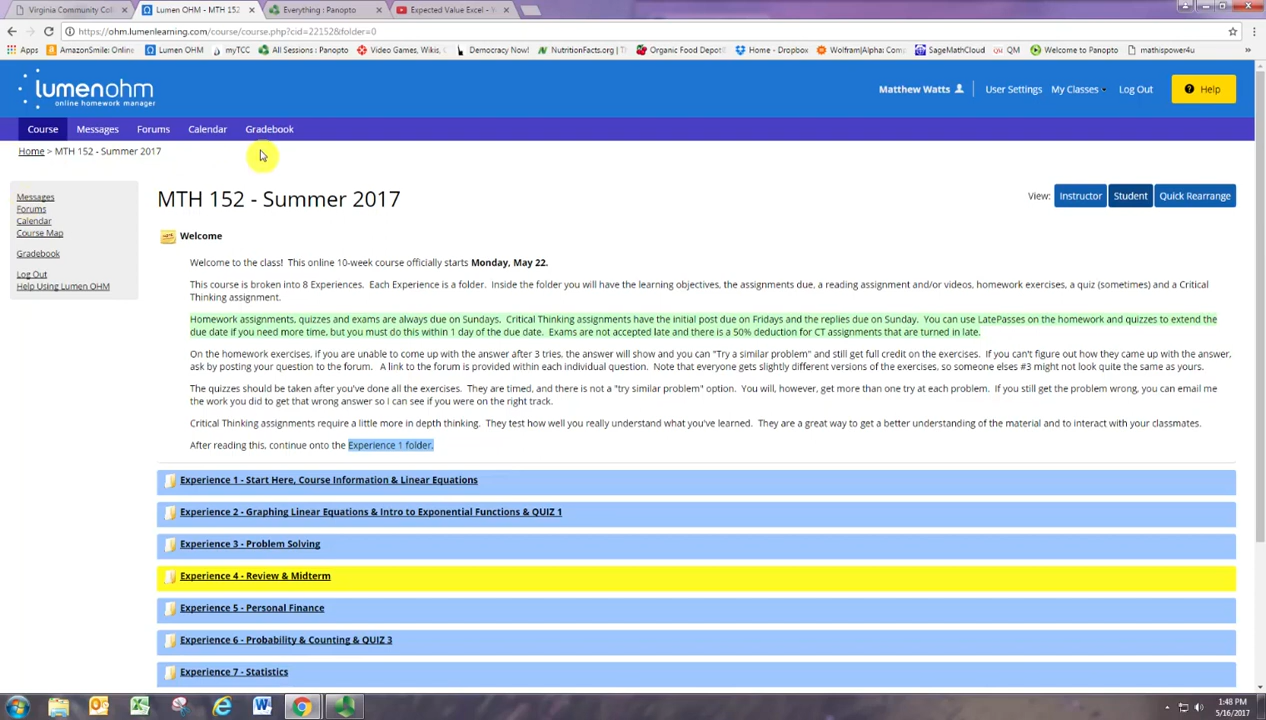 Virginia Community Coll
Lumen OHM - MTH 152
Everything : Panopto
Expected Value Excel -
https://ohm.lumenlearning.com/course/course.php?cid=22152&folder=0
Apps AmazonSmile: Online Lumen OHM myTCC All Sessions : Panopto Video Games, Wikis, Democracy Now! NutritionFacts.org | Organic Food Depot Home - Dropbox Wolfram|Alpha: Comp SageMathCloud QM Welcome to Panopto mathispower4u
lumenohm
online homework manager
Matthew Watts User Settings My Classes Log Out ? Help
Course Messages Forums Calendar Gradebook
Home > MTH 152 - Summer 2017
Messages
Forums
Calendar
Course Map
Gradebook
Log Out
Help Using Lumen OHM
MTH 152 - Summer 2017
View: Instructor Student Quick Rearrange
Welcome
Welcome to the class! This online 10-week course officially starts Monday, May 22.
This course is broken into 8 Experiences. Each Experience is a folder. Inside the folder you will have the learning objectives, the assignments due, a reading assignment and/or videos, homework exercises, a quiz (sometimes) and a Critical
Thinking assignment.
Homework assignments, quizzes and exams are always due on Sundays. Critical Thinking assignments have the initial post due on Fridays and the replies due on Sunday. You can use LatePasses on the homework and quizzes to extend the
due date if you need more time, but you must do this within 1 day of the due date. Exams are not accepted late and there is a 50% deduction for CT assignments that are turned in late.
On the homework exercises, if you are unable to come up with the answer after 3 tries, the answer will show and you can "Try a similar problem" and still get full credit on the exercises. If you can't figure out how they came up with the answer,
ask by posting your question to the forum. A link to the forum is provided within each individual question. Note that everyone gets slightly different versions of the exercises, so someone elses #3 might not look quite the same as yours.
The quizzes should be taken after you've done all the exercises. They are timed, and there is not a "try similar problem" option. You will, however, get more than one try at each problem. If you still get the problem wrong, you can email me
the work you did to get that wrong answer so I can see if you were on the right track.
Critical Thinking assignments require a little more in depth thinking. They test how well you really understand what you've learned. They are a great way to get a better understanding of the material and to interact with your classmates.
After reading this, continue onto the Experience 1 folder.
Experience 1 - Start Here, Course Information & Linear Equations
Experience 2 - Graphing Linear Equations & Intro to Exponential Functions & QUIZ 1
Experience 3 - Problem Solving
Experience 4 - Review & Midterm
Experience 5 - Personal Finance
Experience 6 - Probability & Counting & QUIZ 3
Experience 7 - Statistics
1:48 PM
5/16/2017